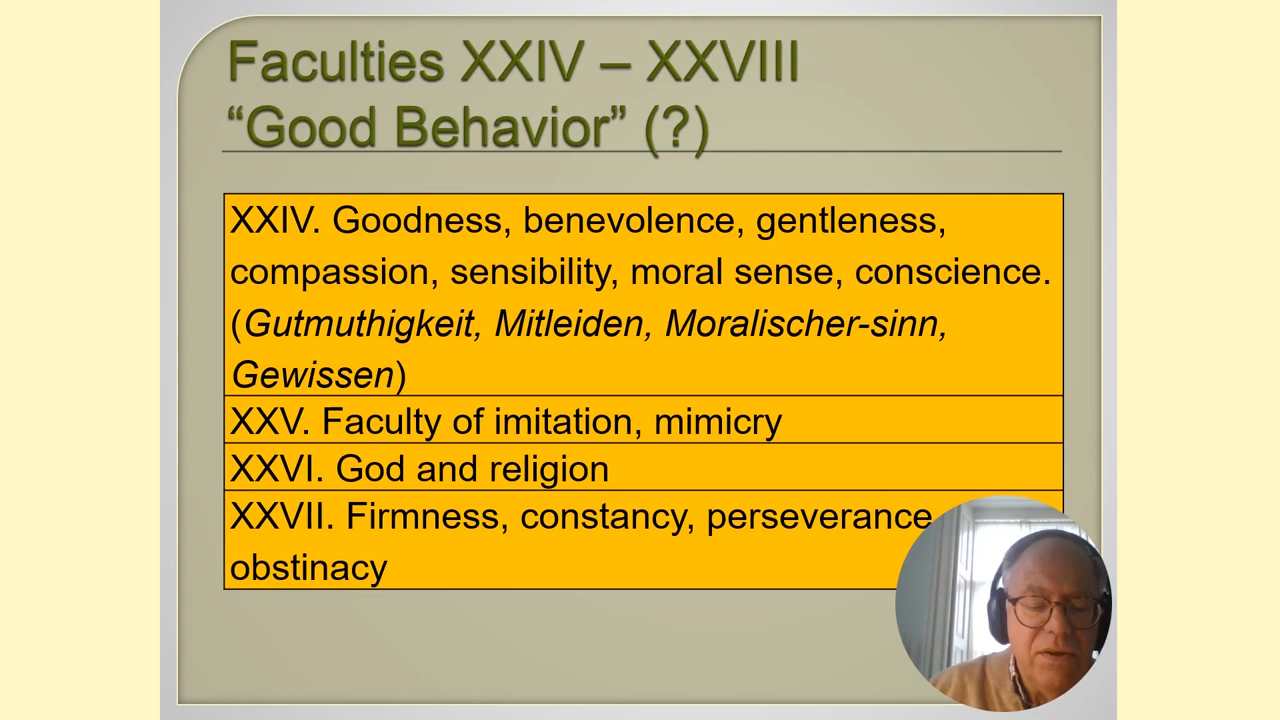 Faculties XXIV – XXVIII
“Good Behavior” (?)
XXIV. Goodness, benevolence, gentleness,
compassion, sensibility, moral sense, conscience.
(Gutmuthigkeit, Mitleiden, Moralischer-sinn,
Gewissen)
XXV. Faculty of imitation, mimicry
XXVI. God and religion
XXVII. Firmness, constancy, perseverance
obstinacy